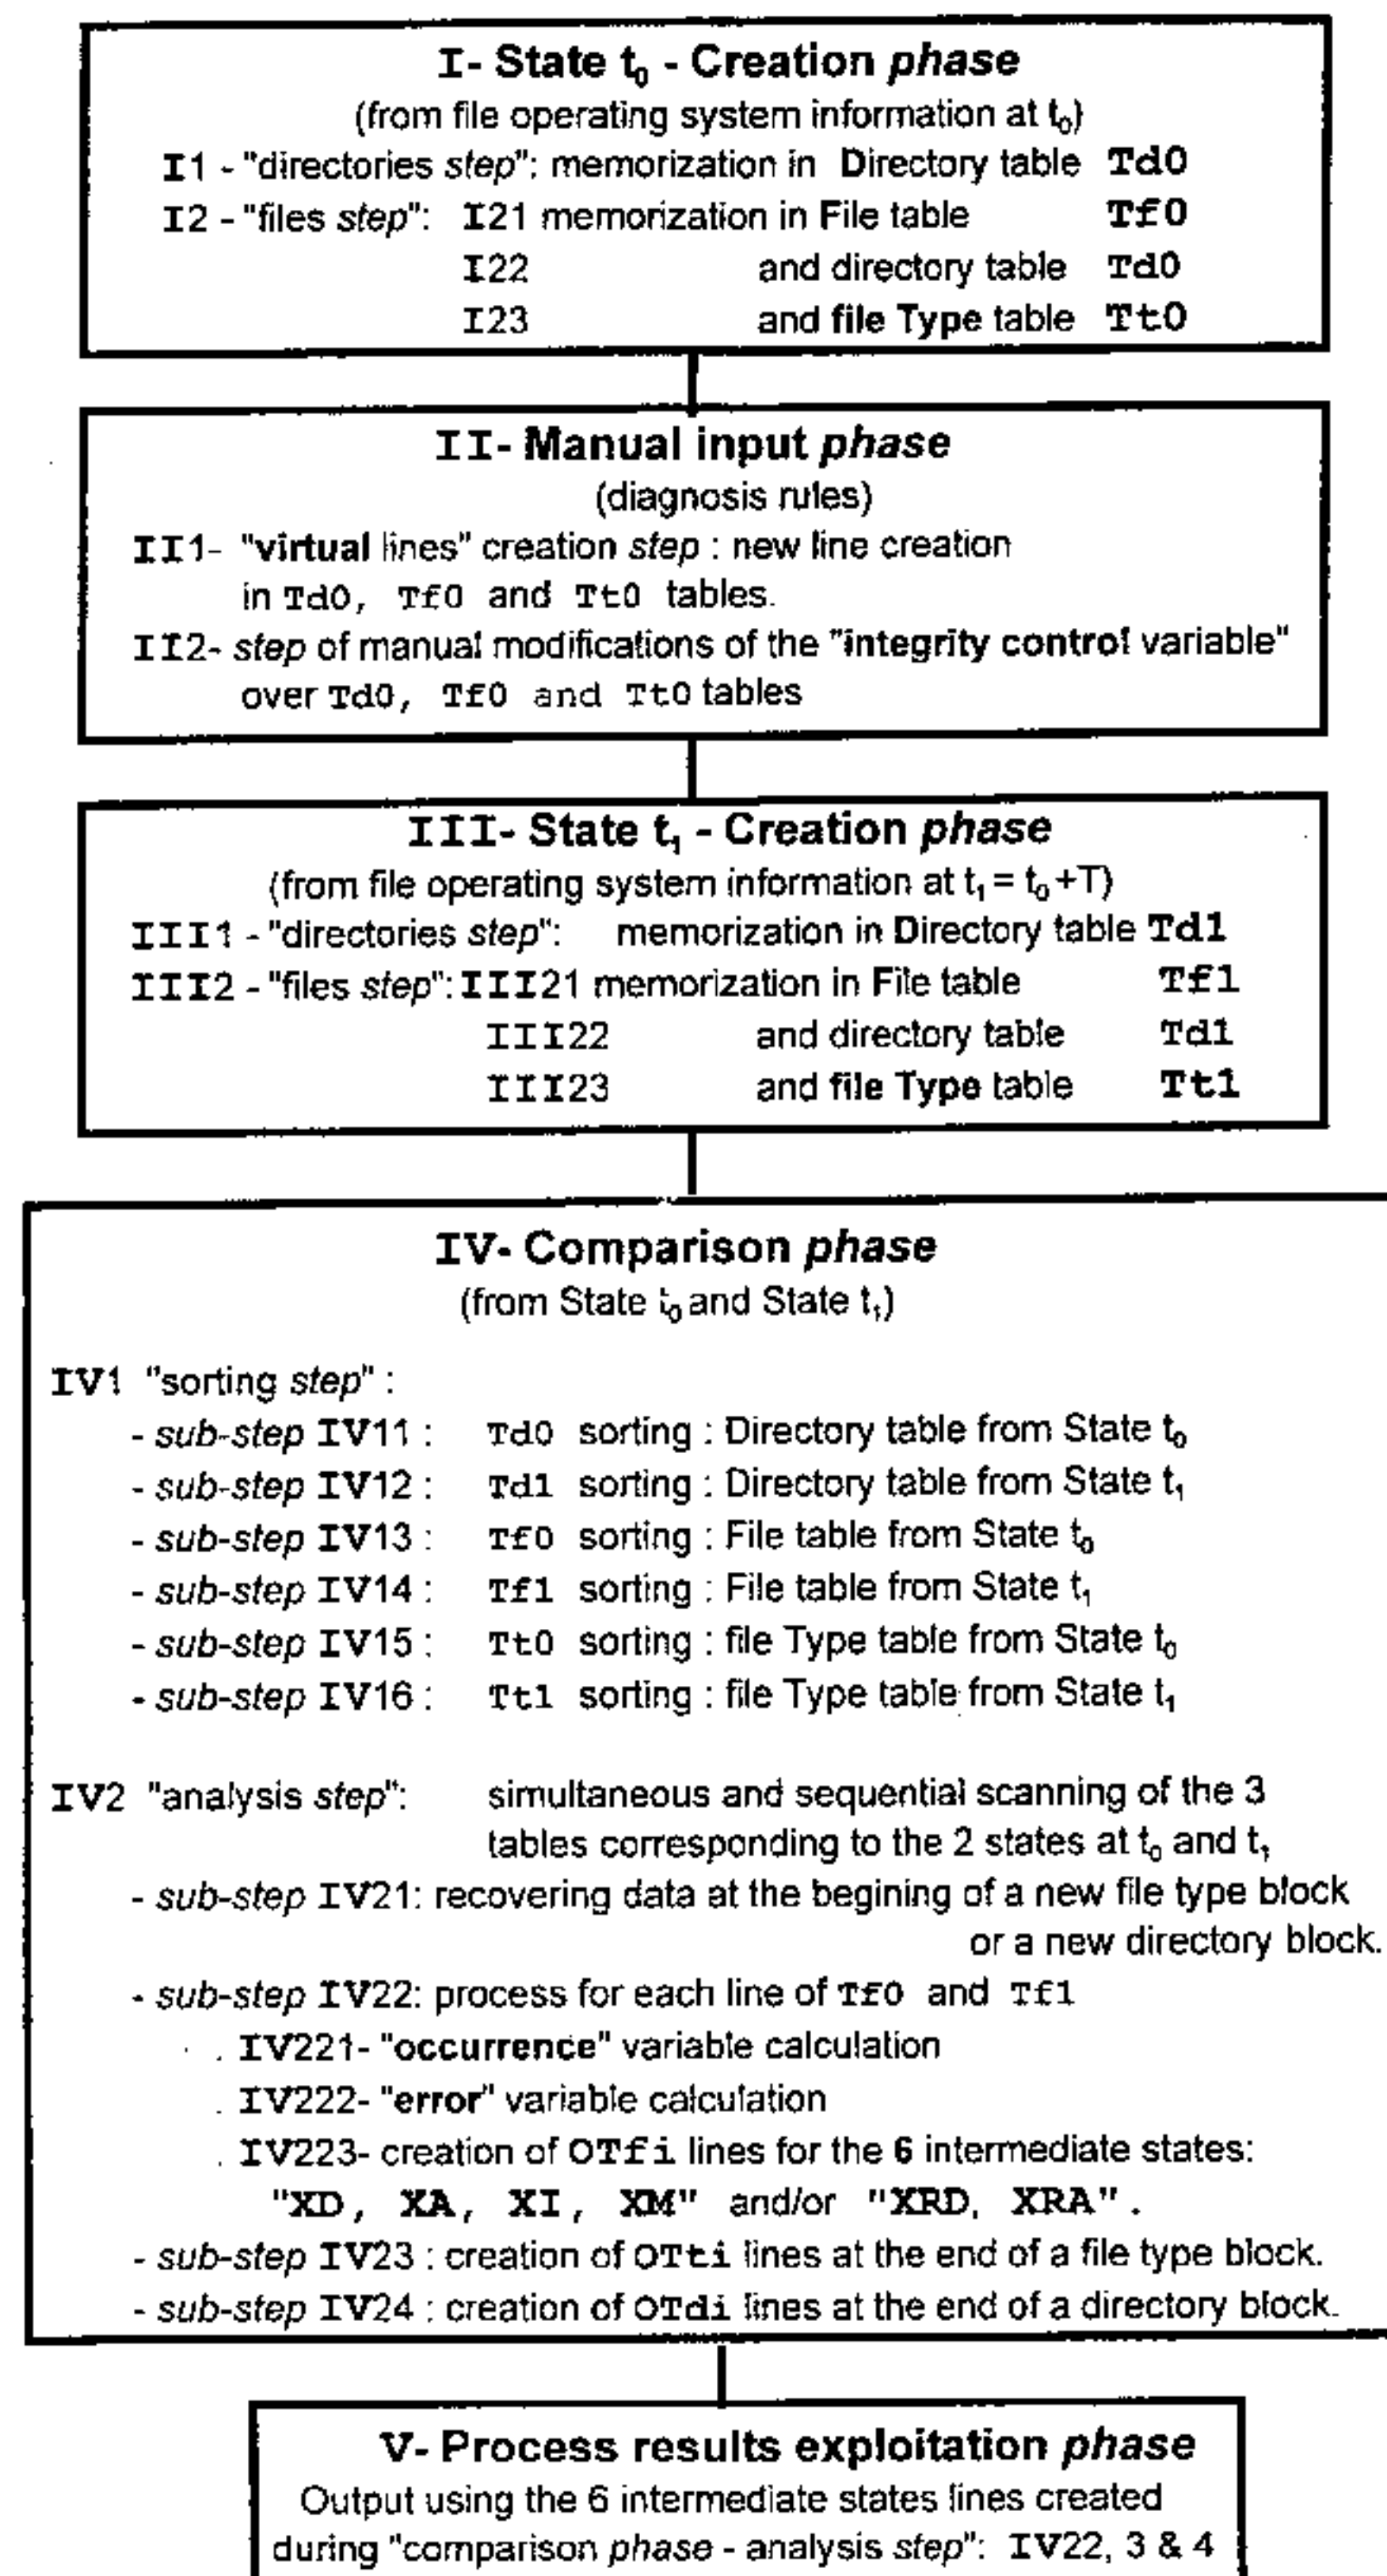 I- State t0 - Creation phase
(from file operating system information at t0)
I1 - "directories step": memorization in Directory table Td0
I2 - "files step": I21 memorization in File table Tf0
I22 and directory table Td0
I23 and file Type table Tt0
II- Manual input phase
(diagnosis rules)
II1- "virtual lines" creation step : new line creation
in Td0, Tf0 and Tt0 tables.
II2- step of manual modifications of the "integrity control variable"
over Td0, Tf0 and Tt0 tables
III- State t1 - Creation phase
(from file operating system information at t1 = t0 +T)
III1 - "directories step": memorization in Directory table Td1
III2 - "files step": III21 memorization in File table Tf1
III22 and directory table Td1
III23 and file Type table Tt1
IV- Comparison phase
(from State t0 and State t1)
IV1 "sorting step" :
- sub-step IV11 : Td0 sorting : Directory table from State t0
- sub-step IV12 : Td1 sorting : Directory table from State t1
- sub-step IV13 : Tf0 sorting : File table from State t0
- sub-step IV14 : Tf1 sorting : File table from State t1
- sub-step IV15 : Tt0 sorting : file Type table from State t0
- sub-step IV16 : Tt1 sorting : file Type table from State t1
IV2 "analysis step": simultaneous and sequential scanning of the 3
tables corresponding to the 2 states at t0 and t1
- sub-step IV21: recovering data at the begining of a new file type block
or a new directory block.
- sub-step IV22: process for each line of Tf0 and Tf1
. IV221- "occurrence" variable calculation
. IV222- "error" variable calculation
. IV223- creation of OTfi lines for the 6 intermediate states:
"XD, XA, XI, XM" and/or "XRD, XRA".
- sub-step IV23 : creation of OTti lines at the end of a file type block.
- sub-step IV24 : creation of OTdi lines at the end of a directory block.
V- Process results exploitation phase
Output using the 6 intermediate states lines created
during "comparison phase - analysis step": IV22, 3 & 4